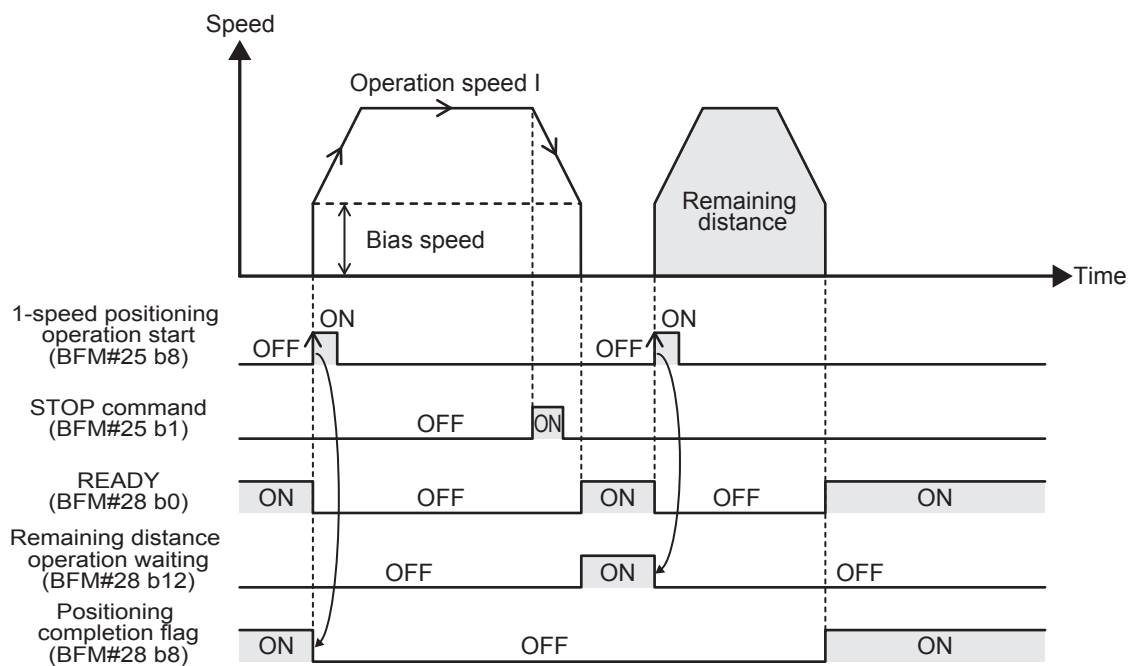 Speed
Operation speed I
Remaining
distance
Bias speed
Time
1-speed positioning
operation start
(BFM#25 b8)
OFF
ON
OFF
ON
STOP command
(BFM#25 b1)
OFF
ON
READY
(BFM#28 b0)
ON
OFF
ON
OFF
ON
Remaining distance
operation waiting
(BFM#28 b12)
OFF
ON
OFF
Positioning
completion flag
(BFM#28 b8)
ON
OFF
ON